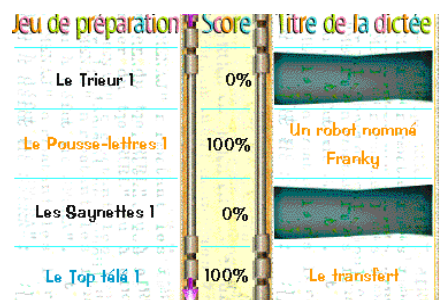 Jeu de préparation Score Titre de la dictée
Le Trieur 1 0%
Le Pousse-lettres 1 100% Un robot nommé
Franky
Les Saynettes 1 0%
Le Top télé 1 100% Le transfert